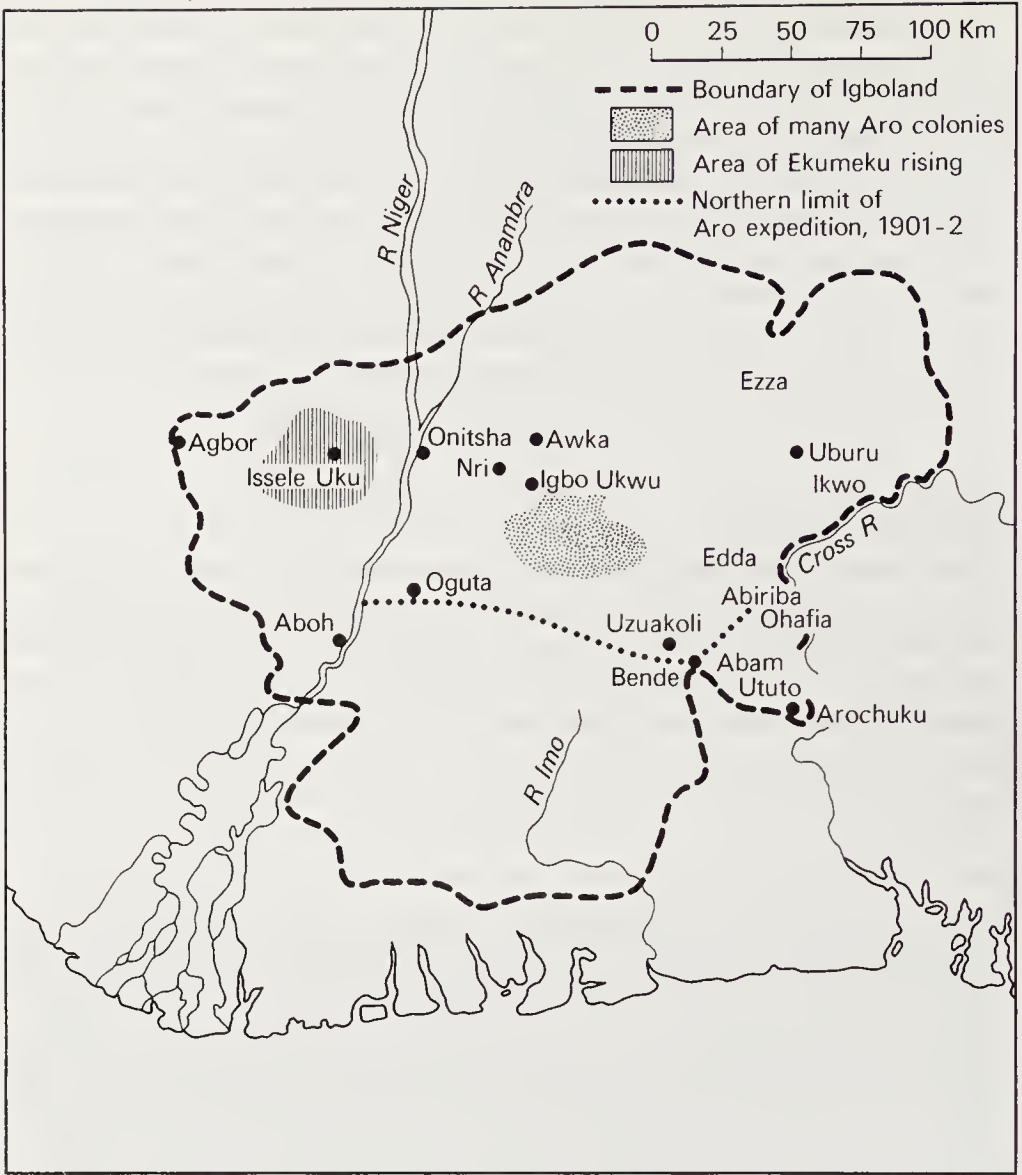 0 25 50 100 Km
Boundary of Igboland
Area of many Aro colonies
Area of Ekumeku rising
Northern limit of
Aro expedition, 1901-2
R Niger
R Anambra
Ezza
Agbor
Onitsha
Awka
Issele Uku
Nri
Igbo Ukwu
Uburu
Ikwo
Cross R
Edda
Oguta
Abiriba
Ohafia
Aboh
Uzuakoli
Bende
Abam
Ututo
Arochuku
R Imo